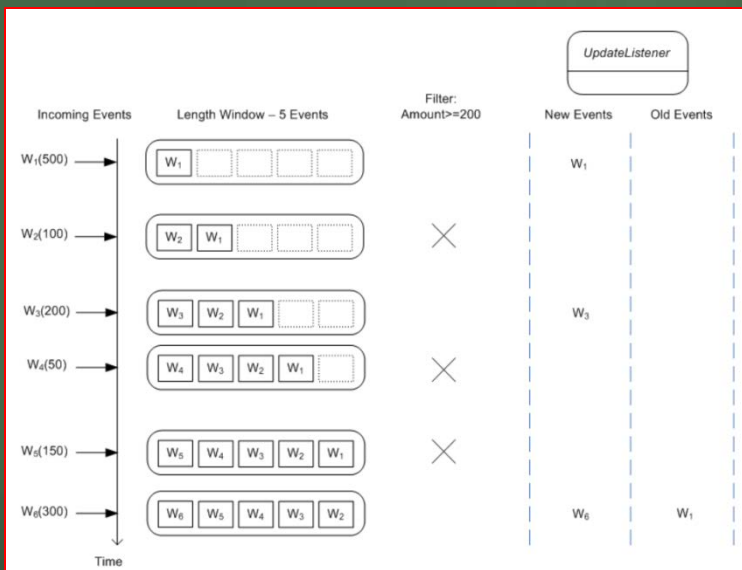 UpdateListener
Filter:
Incoming Events Length Window – 5 Events Amount>=200 New Events Old Events
W₁(500) W₁ W₁
W₂(100) W₂ W₁
W₃(200) W₃ W₂ W₁ W₃
W₄(50) W₄ W₃ W₂ W₁
W₅(150) W₅ W₄ W₃ W₂ W₁
W₆(300) W₆ W₅ W₄ W₃ W₂ W₆ W₁
Time